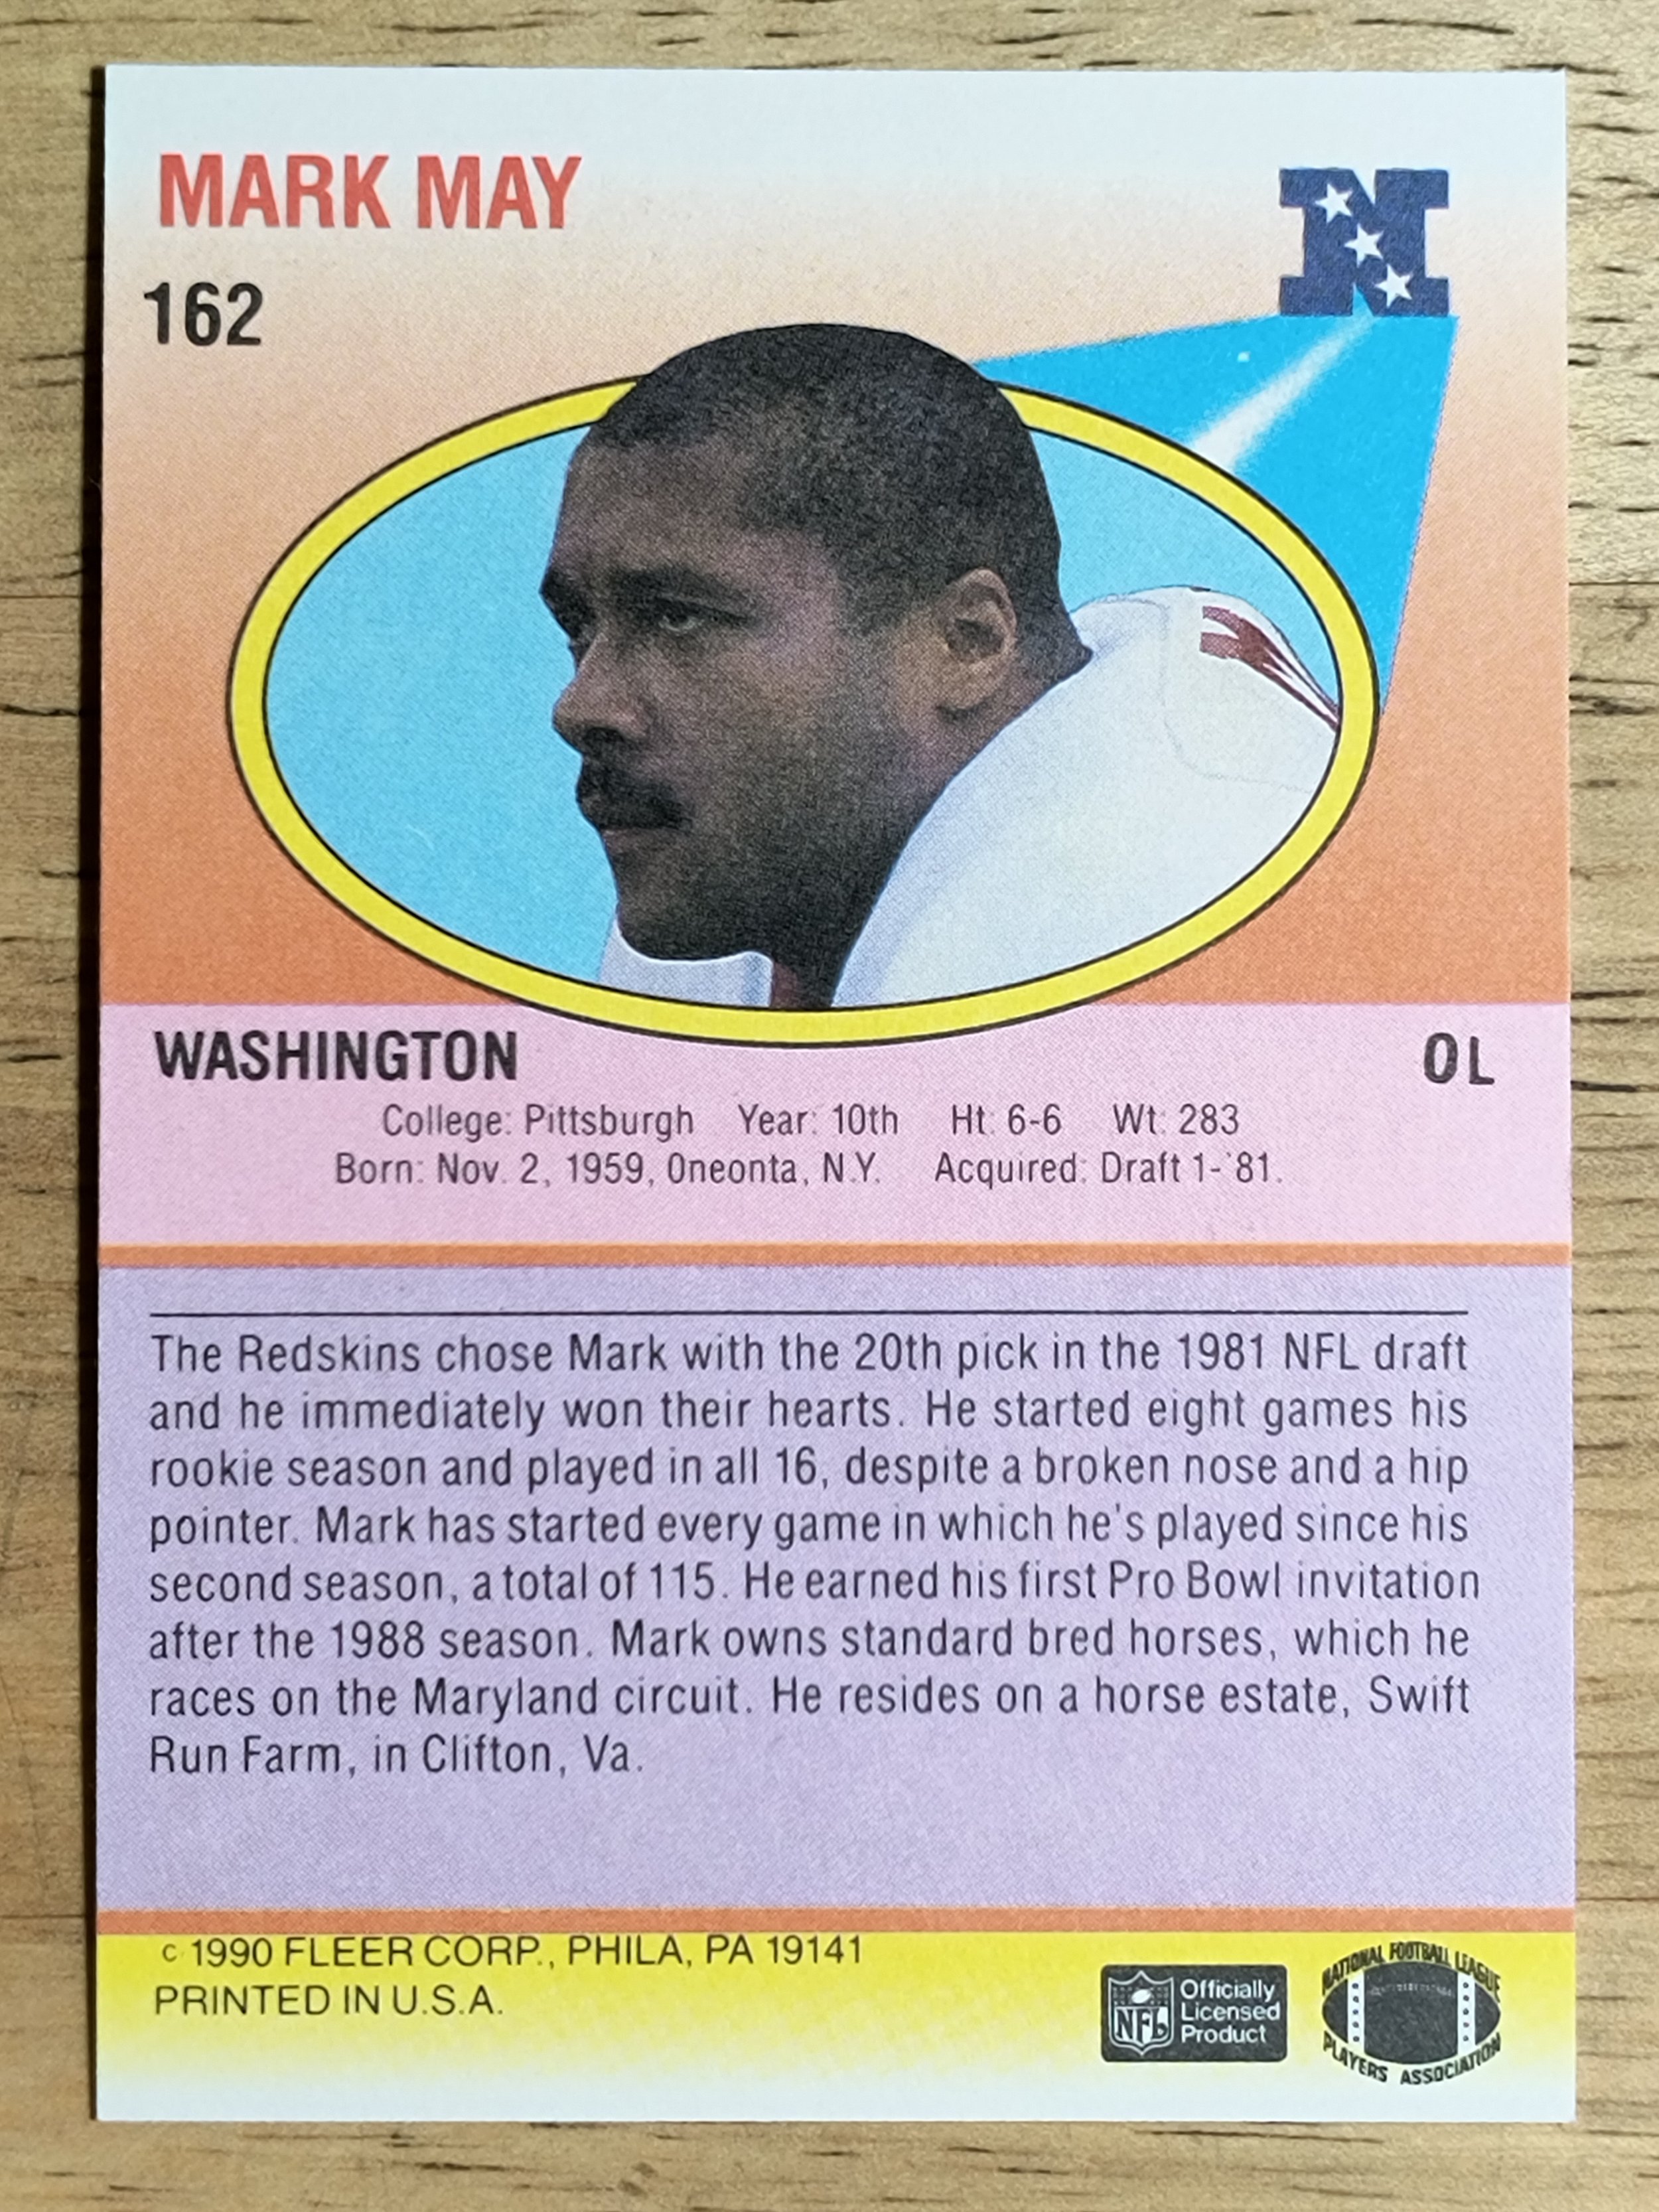 MARK MAY
162
N
WASHINGTON OL
College: Pittsburgh Year: 10th Ht: 6-6 Wt: 283
Born: Nov. 2, 1959, Oneonta, N.Y. Acquired: Draft 1-'81.
The Redskins chose Mark with the 20th pick in the 1981 NFL draft
and he immediately won their hearts. He started eight games his
rookie season and played in all 16, despite a broken nose and a hip
pointer. Mark has started every game in which he's played since his
second season, a total of 115. He earned his first Pro Bowl invitation
after the 1988 season. Mark owns standard bred horses, which he
races on the Maryland circuit. He resides on a horse estate, Swift
Run Farm, in Clifton, Va.
c 1990 FLEER CORP., PHILA, PA 19141
PRINTED IN U.S.A.
NFL
Officially
Licensed
Product
NATIONAL FOOTBALL LEAGUE
PLAYERS ASSOCIATION